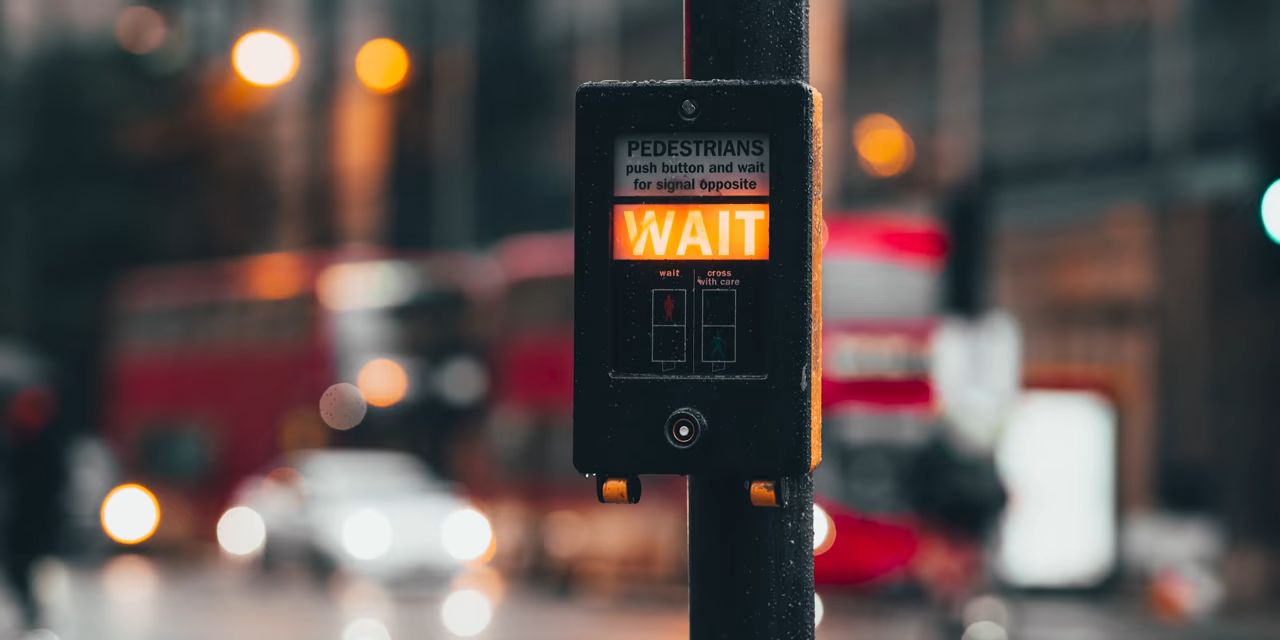 PEDESTRIANS
push button and wait
for signal opposite
WAIT
wait
cross
with care